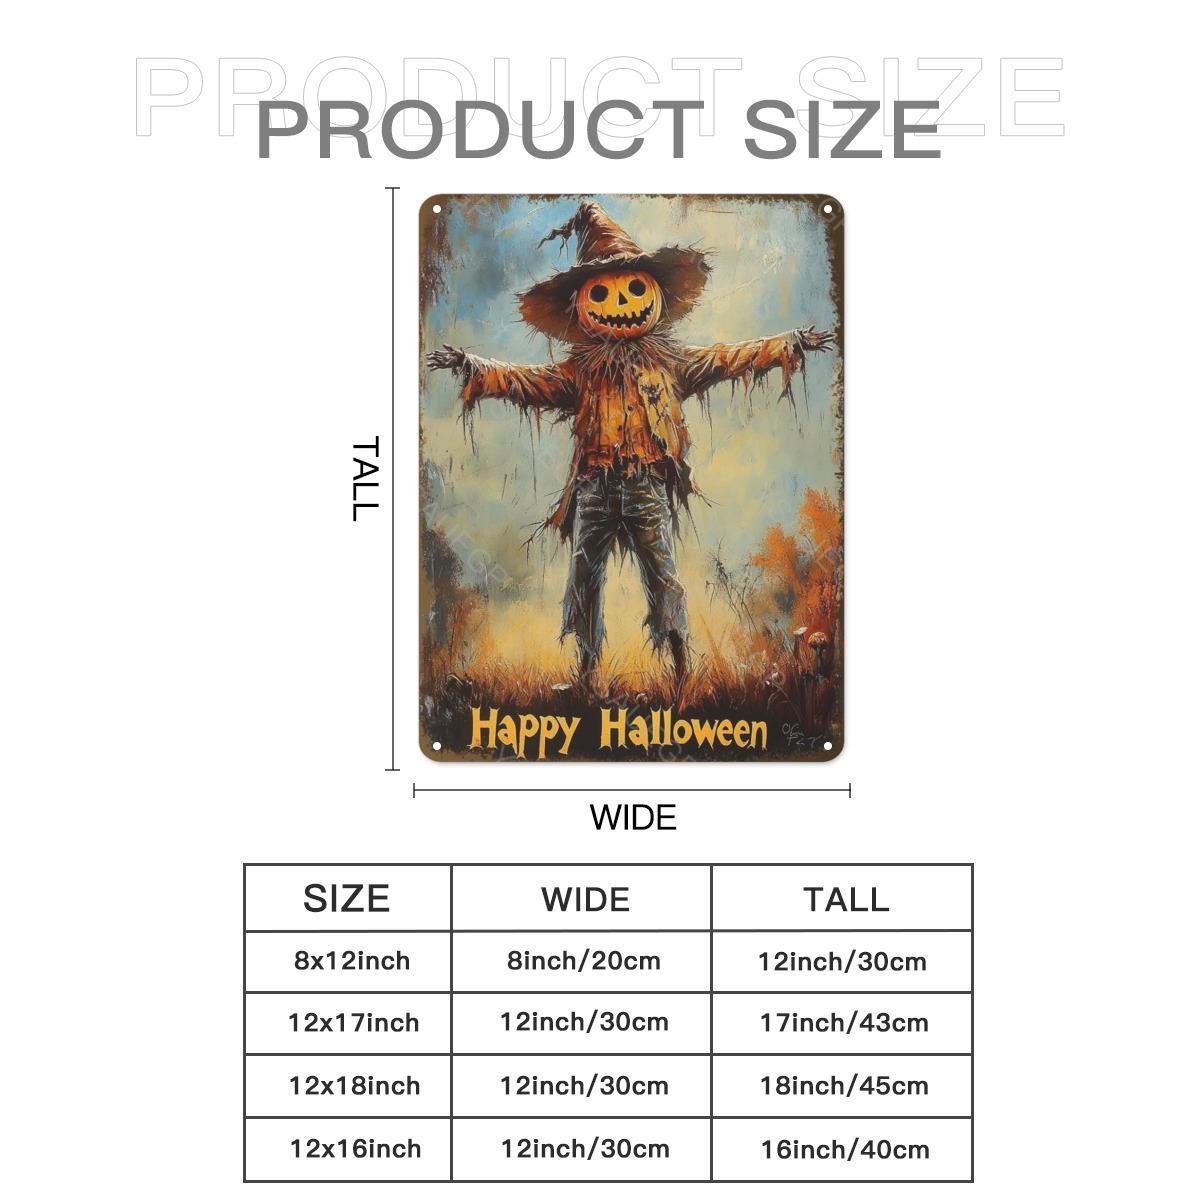 PRODUCT SIZE
PRODUCT SIZE
TALL
Happy Halloween
WIDE
SIZE WIDE TALL
8x12inch 8inch/20cm 12inch/30cm
12x17inch 12inch/30cm 17inch/43cm
12x18inch 12inch/30cm 18inch/45cm
12x16inch 12inch/30cm 16inch/40cm